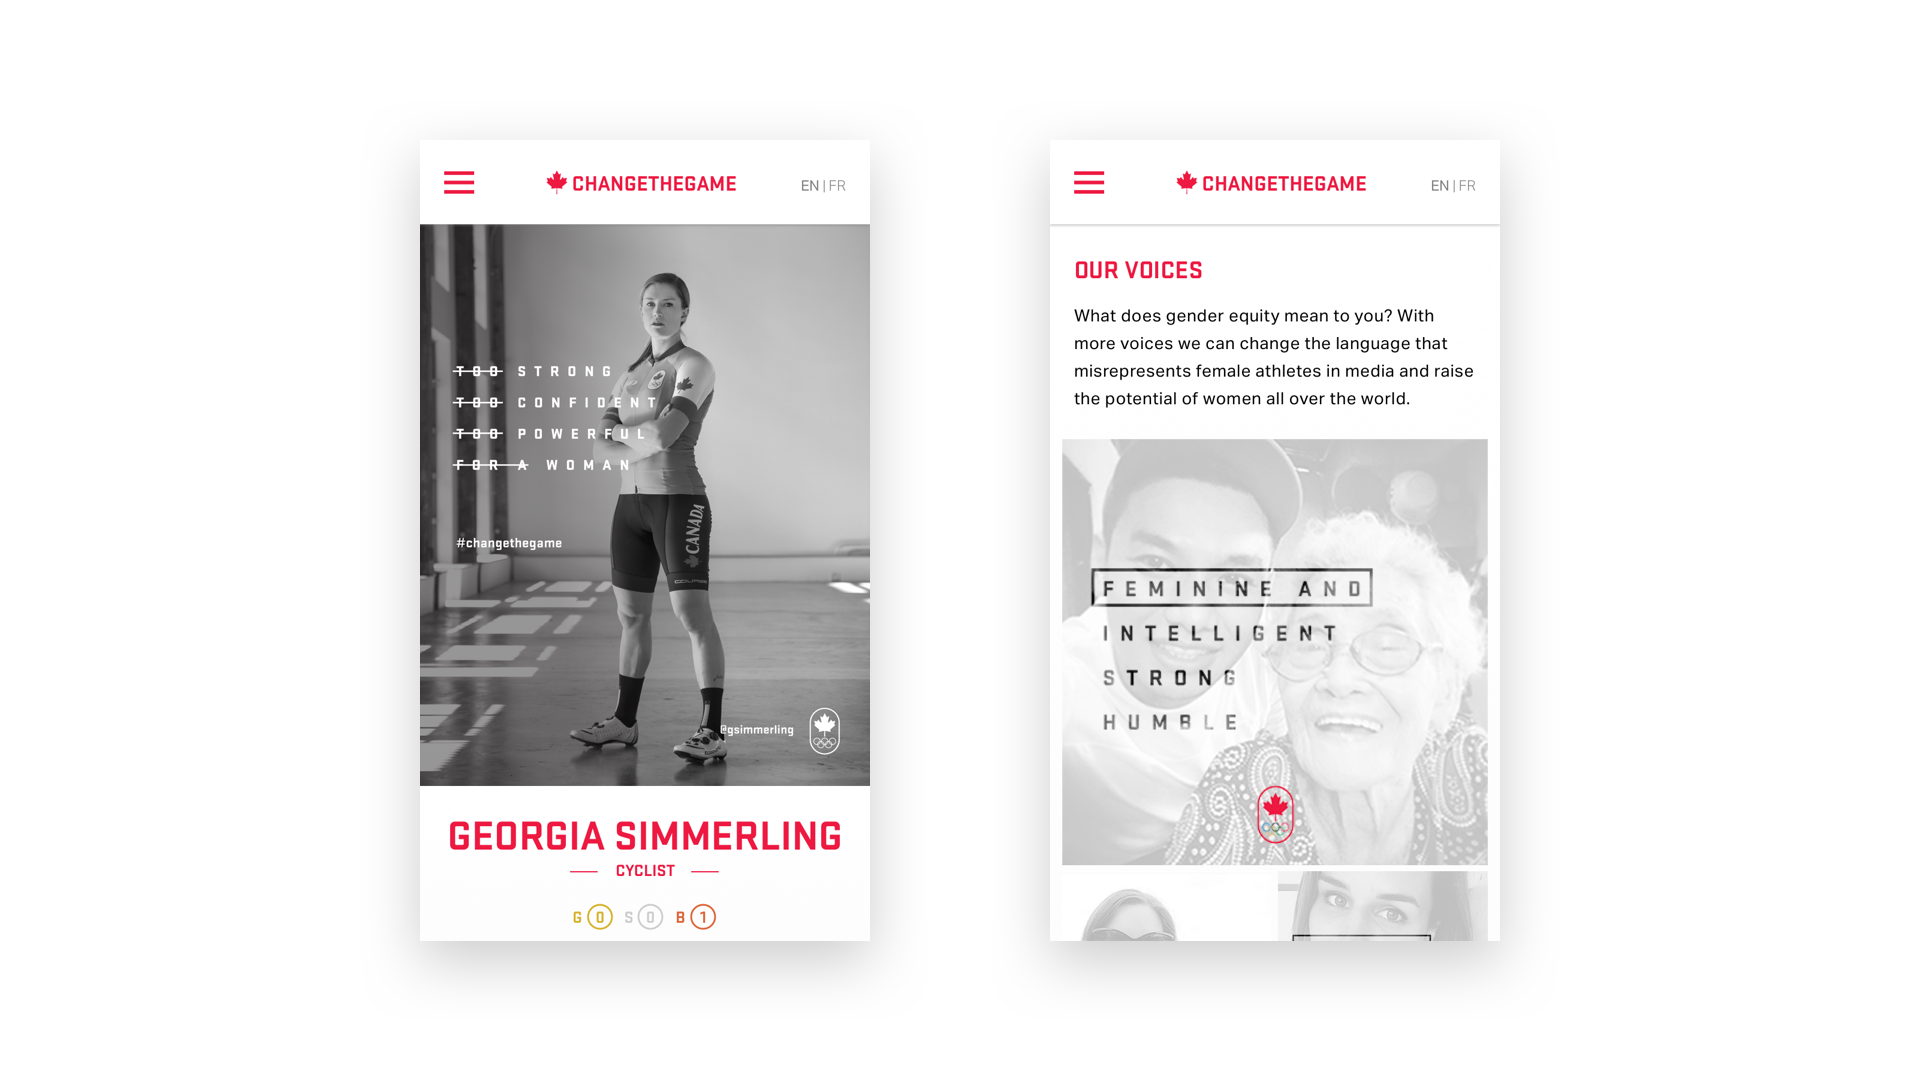 CHANGETHEGAME
EN | FR
TOO STRONG
TOO CONFIDENT
TOO POWERFUL
FOR A WOMAN
#changethegame
CANADA
@gsimmerling
GEORGIA SIMMERLING
CYCLIST
G 0 S 0 B 1
CHANGETHEGAME
EN | FR
OUR VOICES
What does gender equity mean to you? With
more voices we can change the language that
misrepresents female athletes in media and raise
the potential of women all over the world.
FEMININE AND
INTELLIGENT
STRONG
HUMBLE